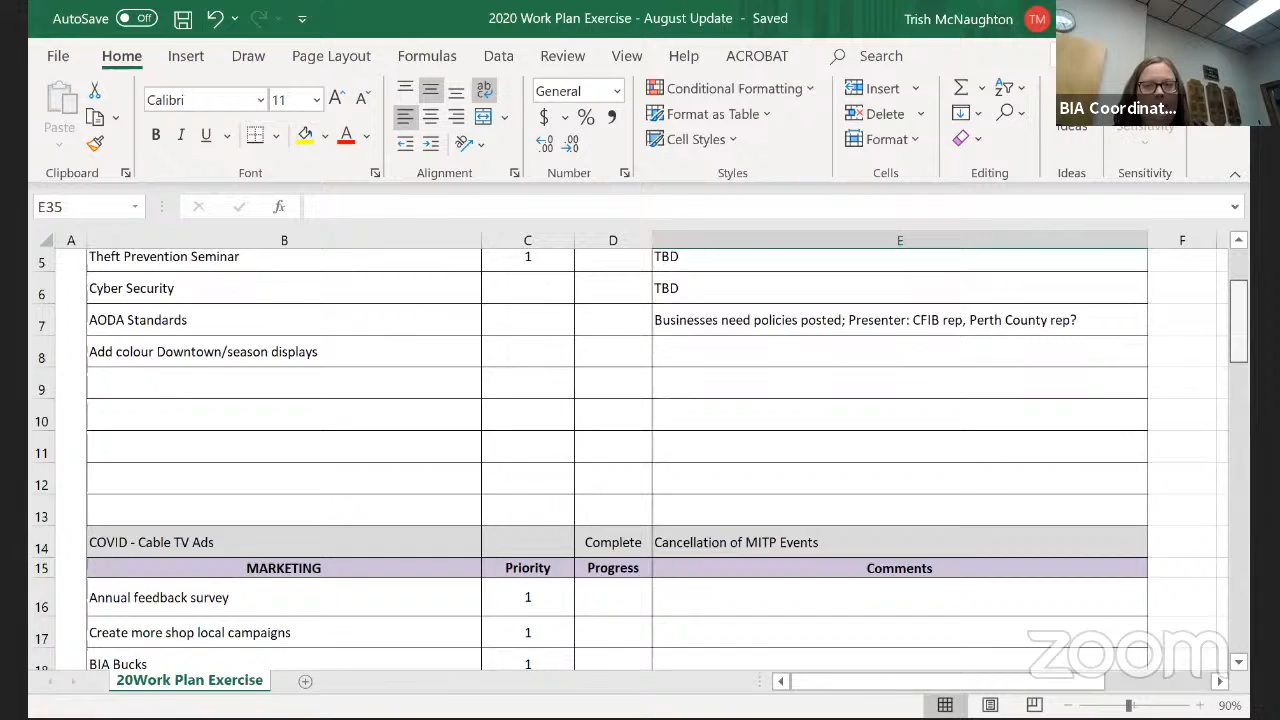 AutoSave Off 2020 Work Plan Exercise - August Update - Saved Trish McNaughton TM
File Home Insert Draw Page Layout Formulas Data Review View Help ACROBAT Search
Paste Calibri 11 General Conditional Formatting Insert
B I U A $ % Format as Table Delete
Cell Styles Format
BIA Coordinat...
Ideas Sensitivity
Clipboard Font Alignment Number Styles Cells Editing Ideas Sensitivity
E35 fx
A B C D E F
5 Theft Prevention Seminar 1 TBD
6 Cyber Security TBD
7 AODA Standards Businesses need policies posted; Presenter: CFIB rep, Perth County rep?
8 Add colour Downtown/season displays
9
10
11
12
13
14 COVID - Cable TV Ads Complete Cancellation of MITP Events
15 MARKETING Priority Progress Comments
16 Annual feedback survey 1
17 Create more shop local campaigns 1
18 BIA Bucks 1
zoom
20Work Plan Exercise
90%